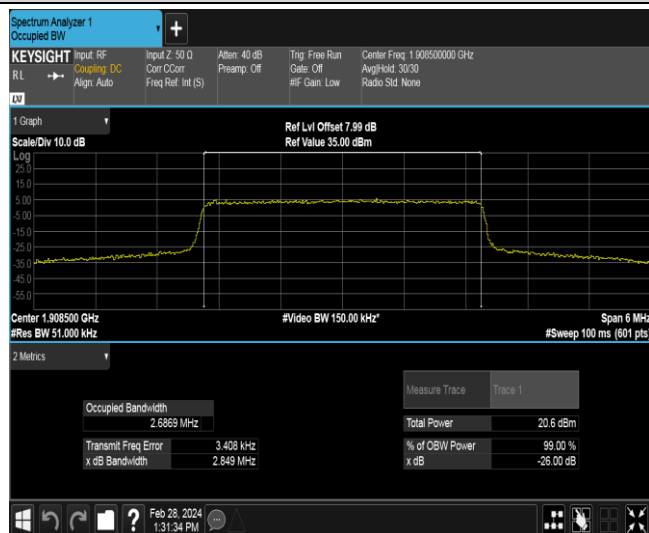 Spectrum Analyzer 1
Occupied BW
+
KEYSIGHT Input: RF Input Z: 50 Ω Atten: 40 dB Trig: Free Run Center Freq: 1.908500000 GHz
RL Coupling: DC Corr CCorr Preamp: Off Gate: Off Avg|Hold: 30/30
Align: Auto Freq Ref: Int (S) #IF Gain: Low Radio Std: None
LXI
1 Graph Ref Lvl Offset 7.99 dB
Scale/Div 10.0 dB Ref Value 35.00 dBm
Log
25.0
15.0
5.00
-5.00
-15.0
-25.0
-35.0
-45.0
-55.0
Center 1.908500 GHz #Video BW 150.00 kHz* Span 6 MHz
#Res BW 51.000 kHz #Sweep 100 ms (601 pts)
2 Metrics
Measure Trace Trace 1
Occupied Bandwidth
2.6869 MHz Total Power 20.6 dBm
Transmit Freq Error 3.408 kHz % of OBW Power 99.00 %
x dB Bandwidth 2.849 MHz x dB -26.00 dB
? Feb 28, 2024
1:31:34 PM